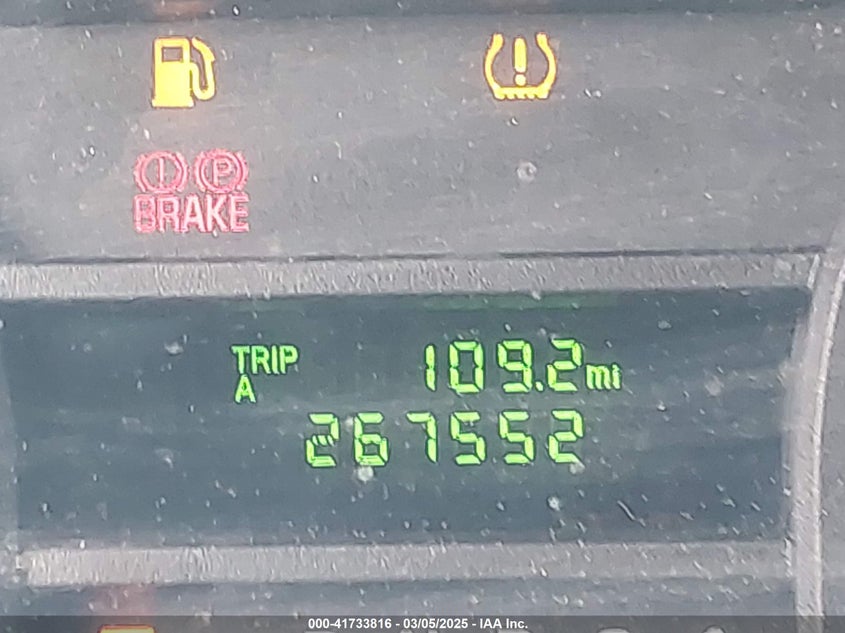 P
BRAKE
TRIP
A
109.2mi
267552
000-41733816 - 03/05/2025 - IAA Inc.